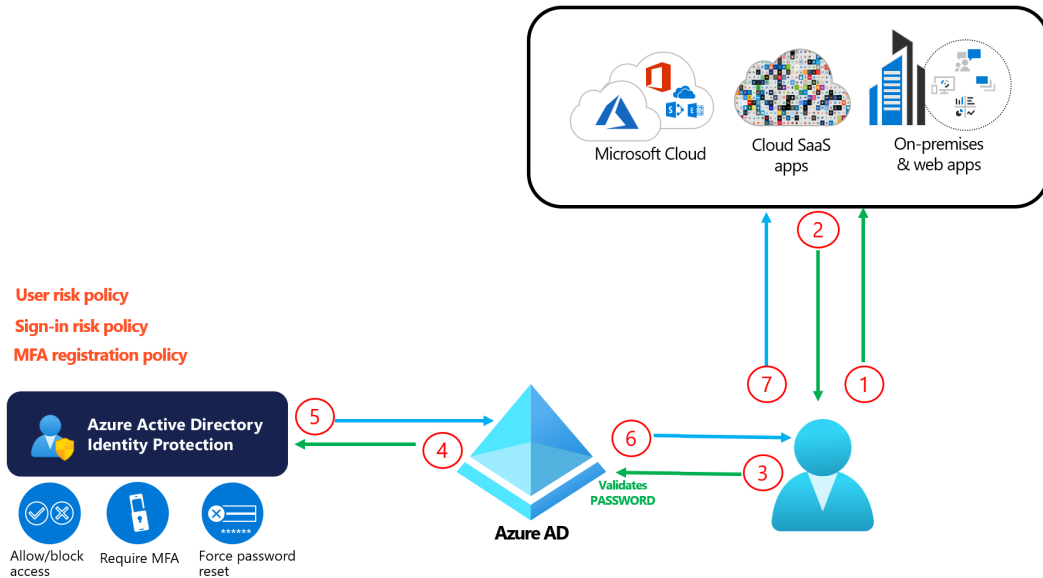 Microsoft Cloud
Cloud SaaS
apps
On-premises
& web apps
2
7
1
User risk policy
Sign-in risk policy
MFA registration policy
Azure Active Directory
Identity Protection
5
4
6
3
Validates
PASSWORD
Azure AD
Allow/block
access
Require MFA
Force password
reset
******
S
E